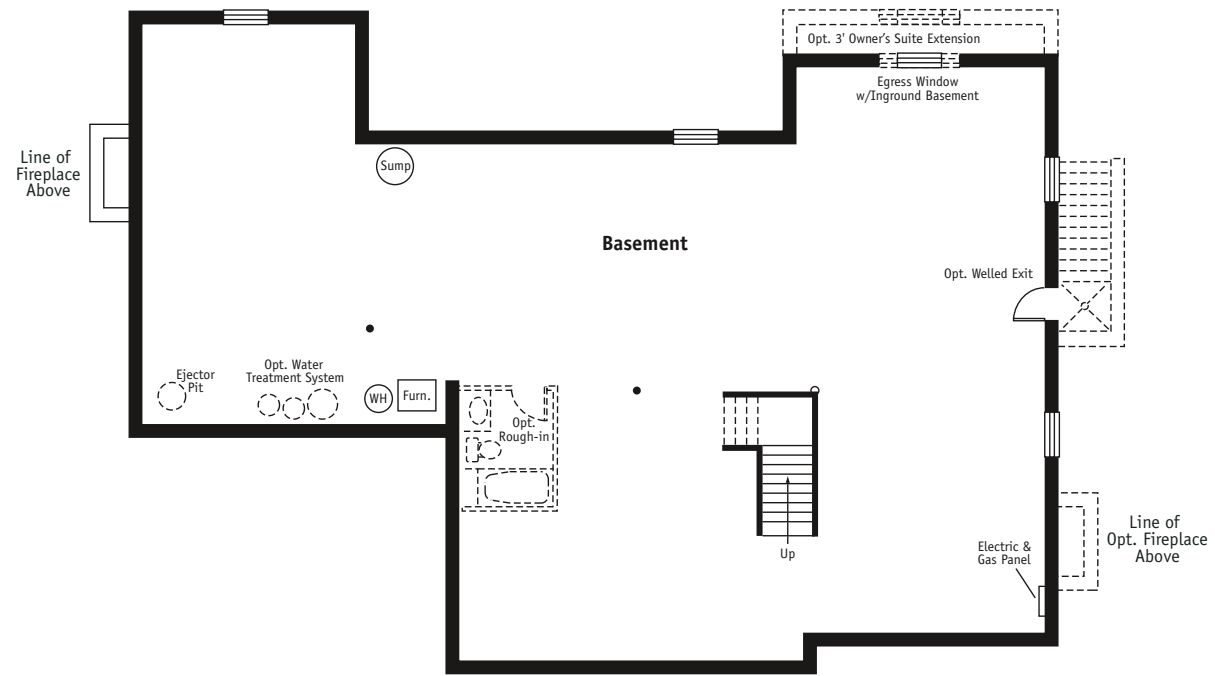 Opt. 3' Owner's Suite Extension
Egress Window
w/Inground Basement
Line of
Fireplace
Above
Sump
Basement
Opt. Welled Exit
Ejector
Pit
Opt. Water
Treatment System
WH
Furn.
Opt.
Rough-in
Up
Electric &
Gas Panel
Line of
Opt. Fireplace
Above